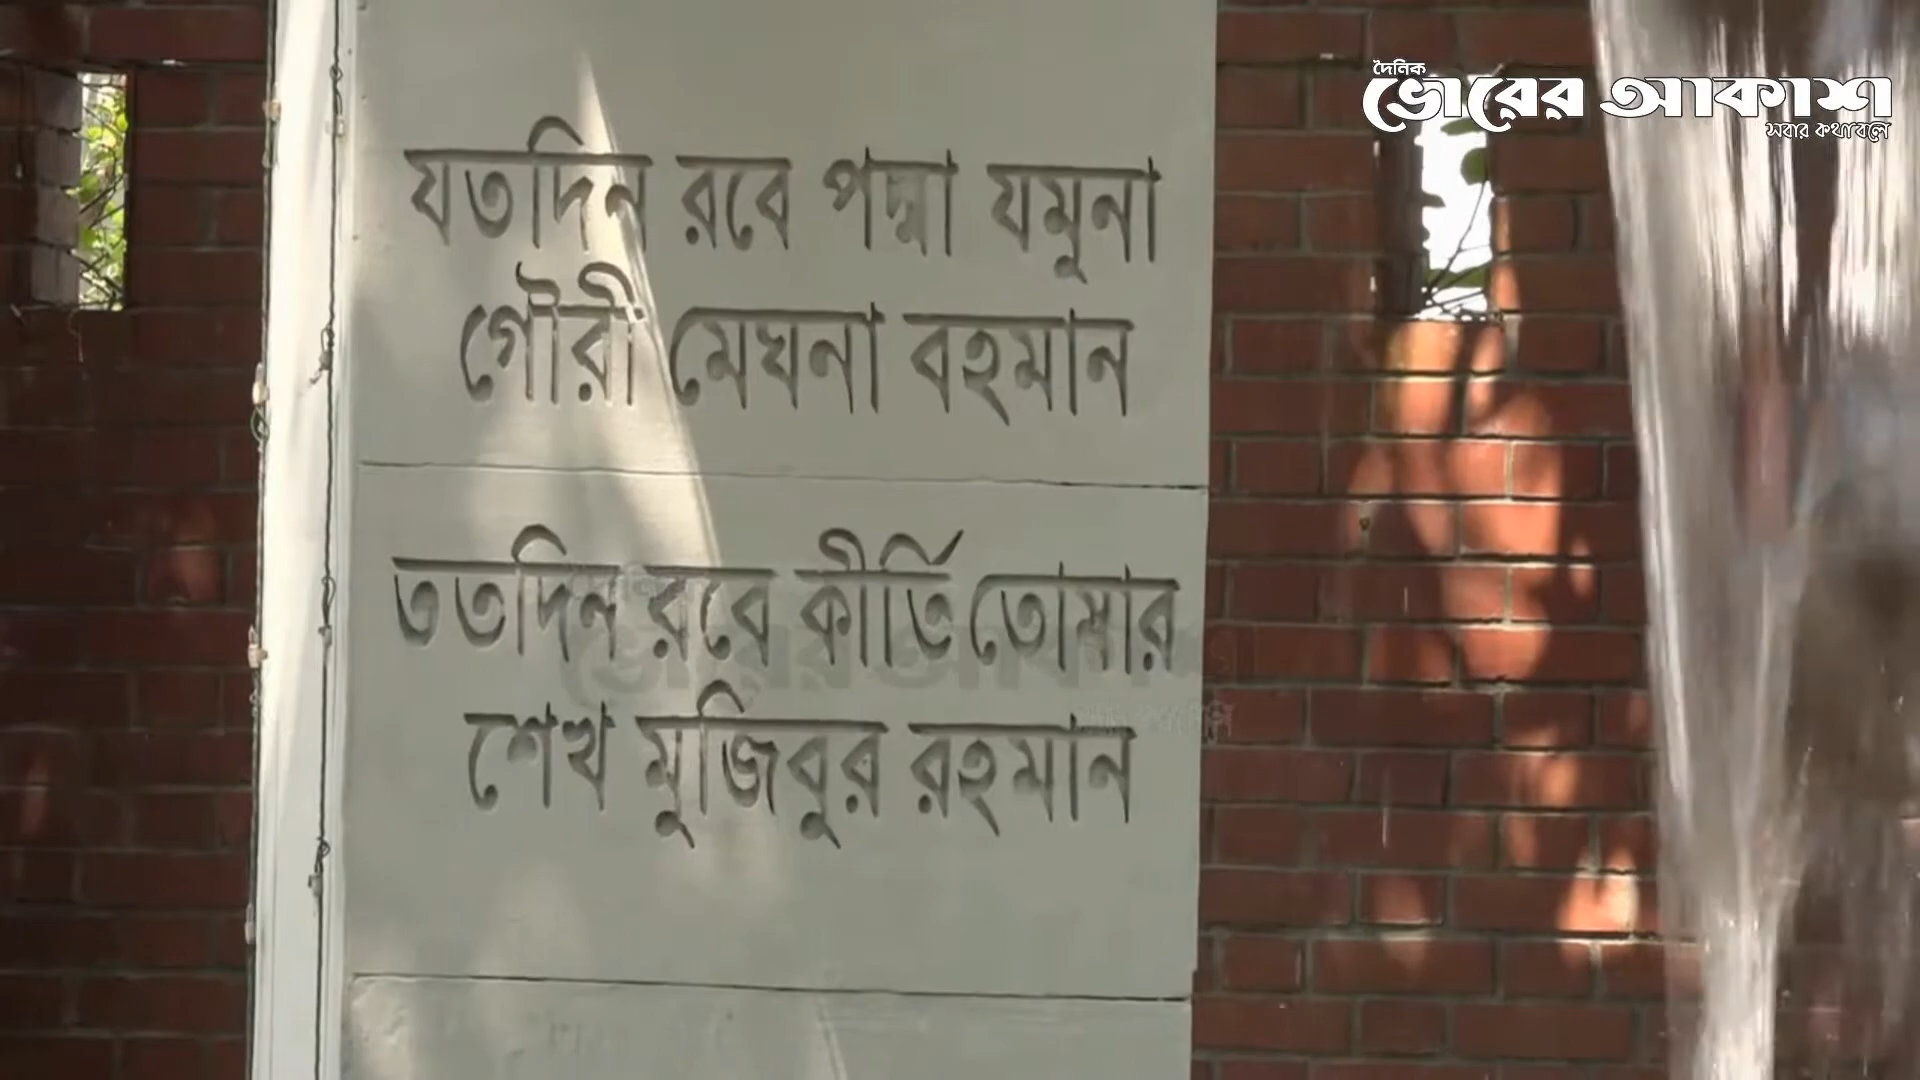 দৈনিক
ভোরের আকাশ
সবার কথা বলে
যতদিন রবে পদ্মা যমুনা
গৌরী মেঘনা বহমান
ততদিন রবে কীর্তি তোমার
শেখ মুজিবুর রহমান